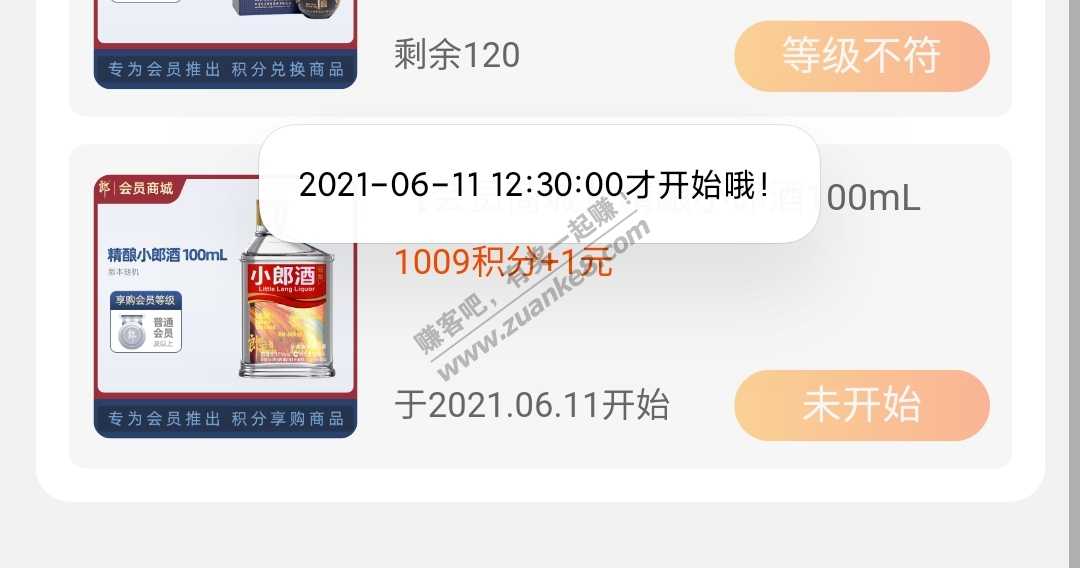 专为会员推出 积分兑换商品
剩余120
等级不符
2021-06-11 12:30:00才开始哦!
郎 会员商城
100mL
精酿小郎酒 100mL
1009积分+1元
享购会员等级
普通
会员
及以上
小郎酒
Little Lang Liquor
赚客吧,有奖一起赚!
www.zuanke8.com
专为会员推出 积分享购商品
于2021.06.11开始
未开始